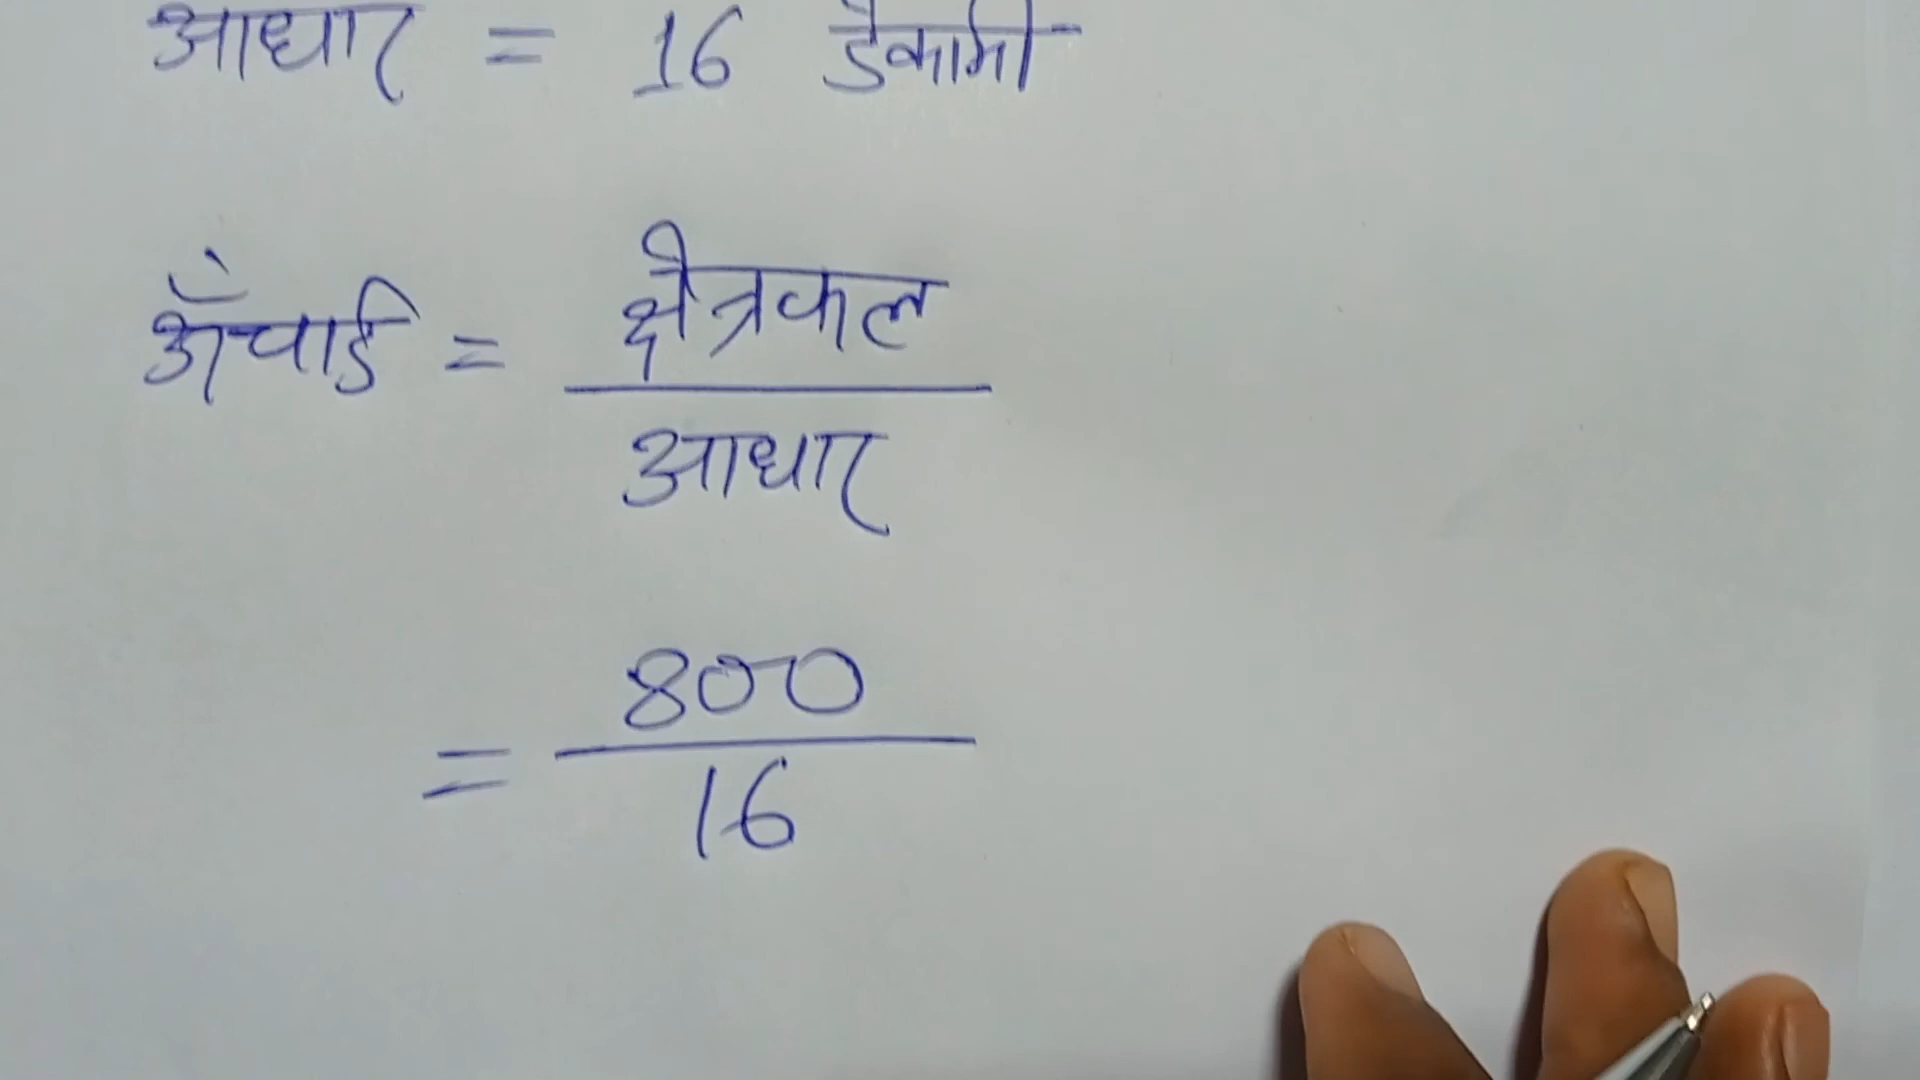 आधार = 16 डेकामी
ऊँचाई = क्षेत्रफल
आधार
= 800
16